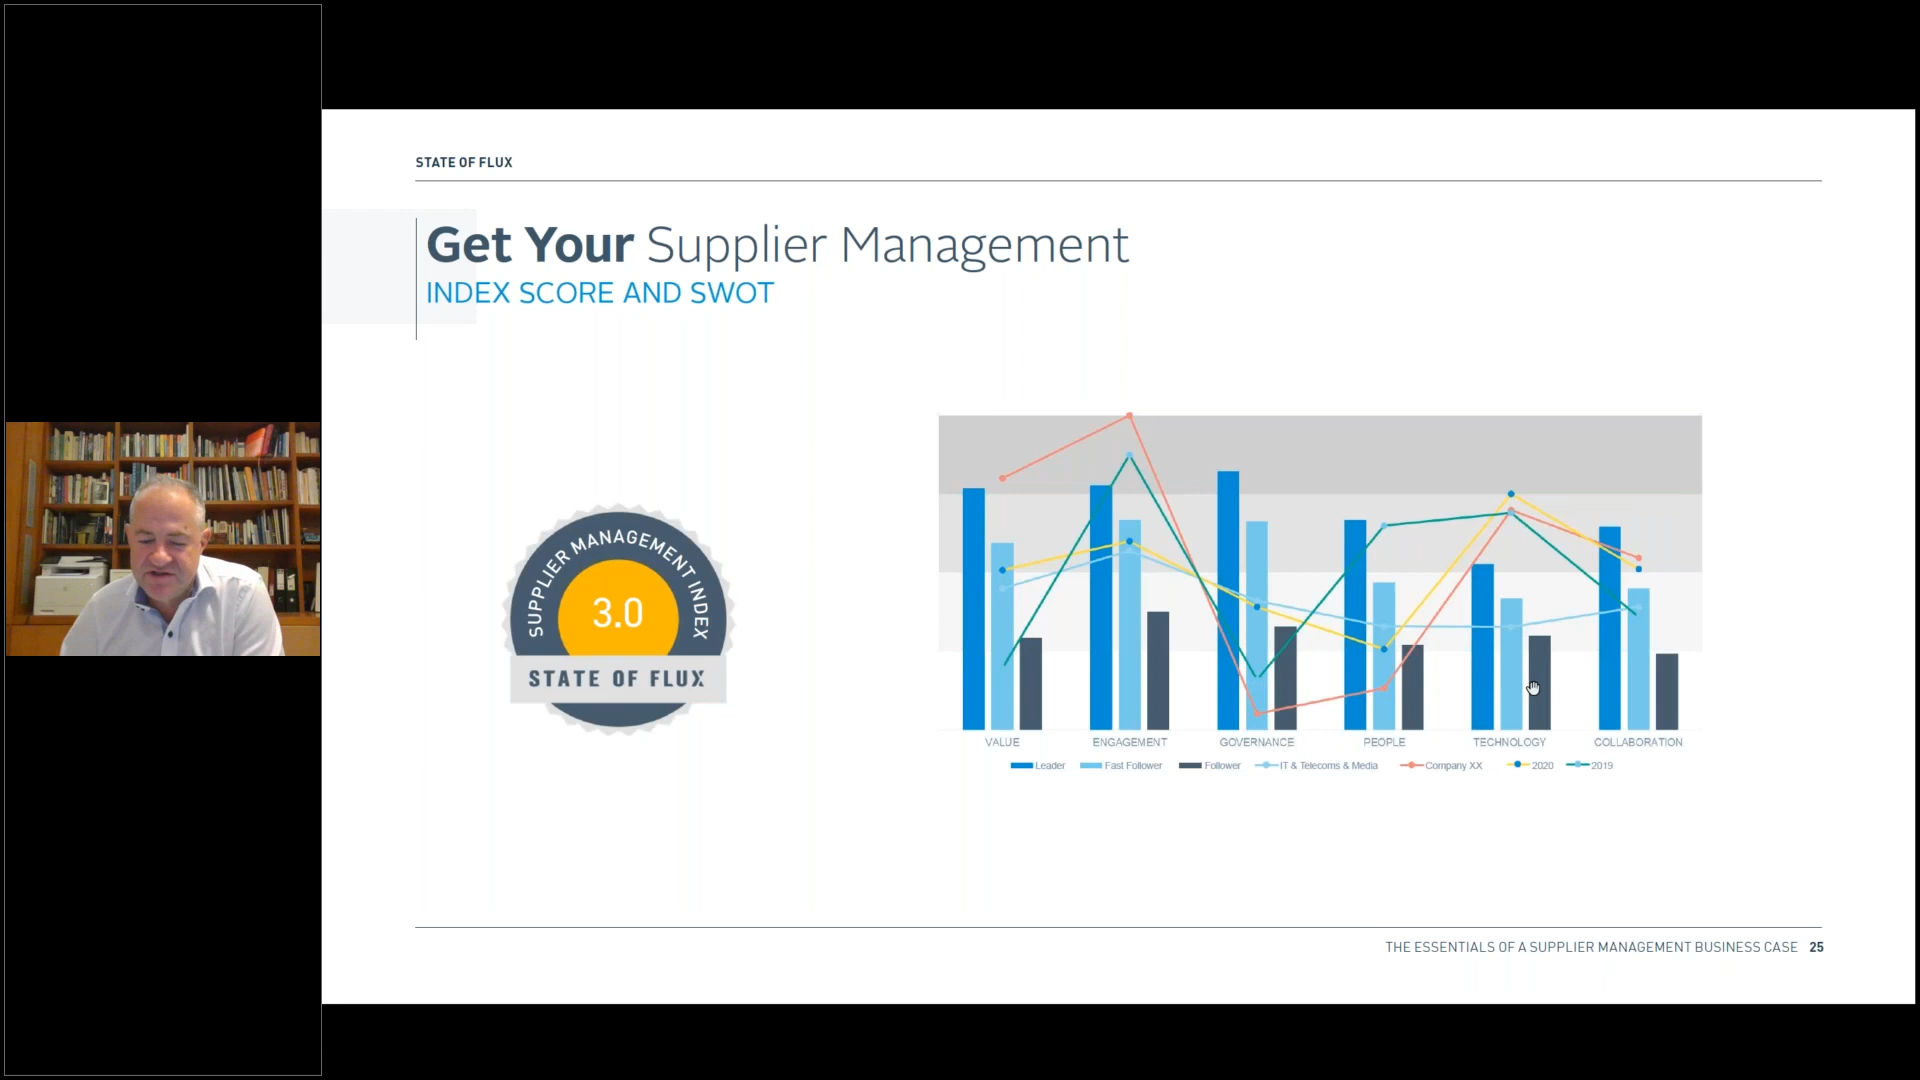 STATE OF FLUX
Get Your Supplier Management
INDEX SCORE AND SWOT
SUPPLIER MANAGEMENT INDEX
3.0
STATE OF FLUX
VALUE ENGAGEMENT GOVERNANCE PEOPLE TECHNOLOGY COLLABORATION
Leader Fast Follower Follower IT & Telecoms & Media Company XX 2020 2019
THE ESSENTIALS OF A SUPPLIER MANAGEMENT BUSINESS CASE 25